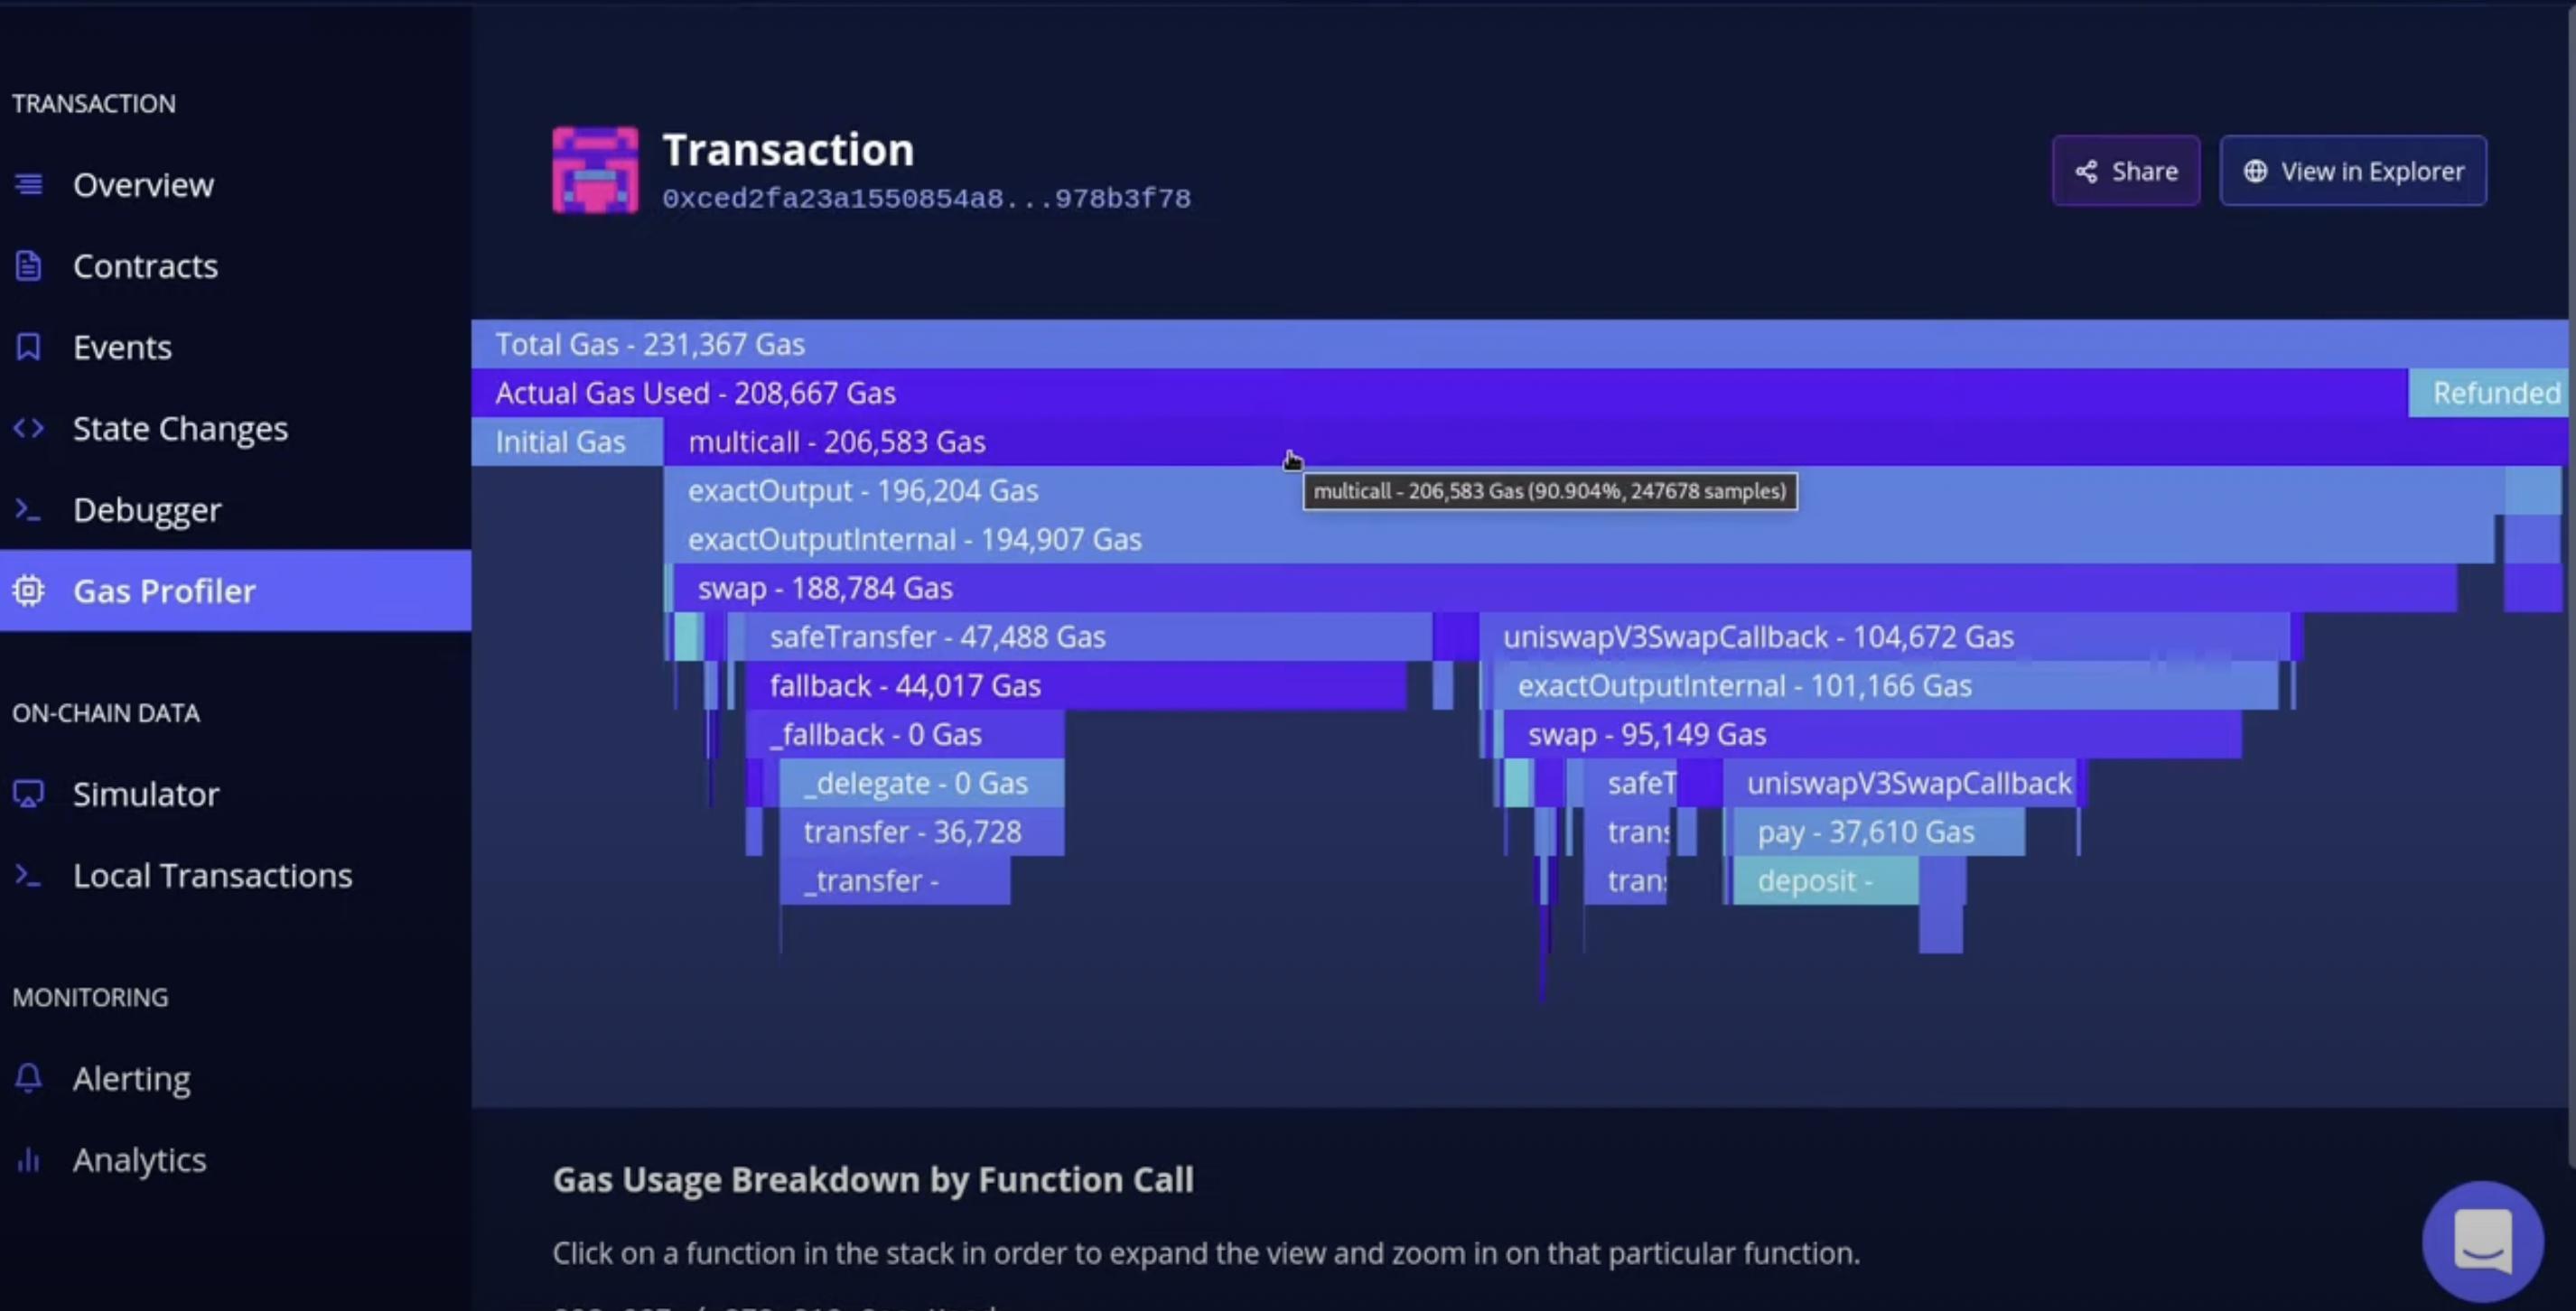 TRANSACTION
Overview
Contracts
Events
State Changes
Debugger
Gas Profiler
ON-CHAIN DATA
Simulator
Local Transactions
MONITORING
Alerting
Analytics
Transaction
0xced2fa23a1550854a8...978b3f78
Share
View in Explorer
Total Gas - 231,367 Gas
Actual Gas Used - 208,667 Gas
Refunded
Initial Gas
multicall - 206,583 Gas
exactOutput - 196,204 Gas
multicall - 206,583 Gas (90.904%, 247678 samples)
exactOutputInternal - 194,907 Gas
swap - 188,784 Gas
safeTransfer - 47,488 Gas
uniswapV3SwapCallback - 104,672 Gas
fallback - 44,017 Gas
exactOutputInternal - 101,166 Gas
_fallback - 0 Gas
swap - 95,149 Gas
_delegate - 0 Gas
safeT
uniswapV3SwapCallback
transfer - 36,728
trans
pay - 37,610 Gas
_transfer -
trans
deposit -
Gas Usage Breakdown by Function Call
Click on a function in the stack in order to expand the view and zoom in on that particular function.